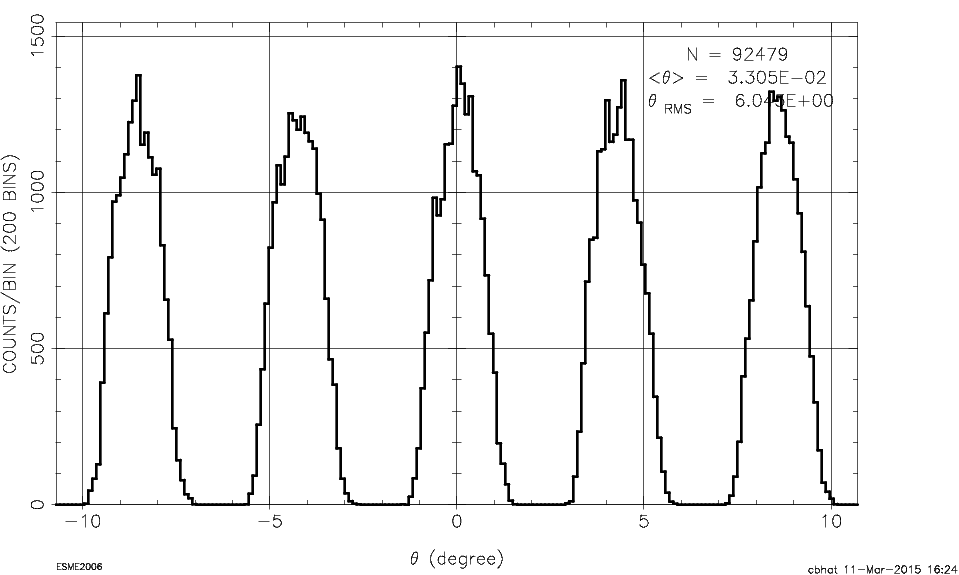 N = 92479
<θ> = 3.305E−02
θ RMS = 6.045E+00
COUNTS/BIN (200 BINS)
1500
1000
500
0
−10 −5 0 5 10
θ (degree)
ESME2006
cbhat 11−Mar−2015 16:24